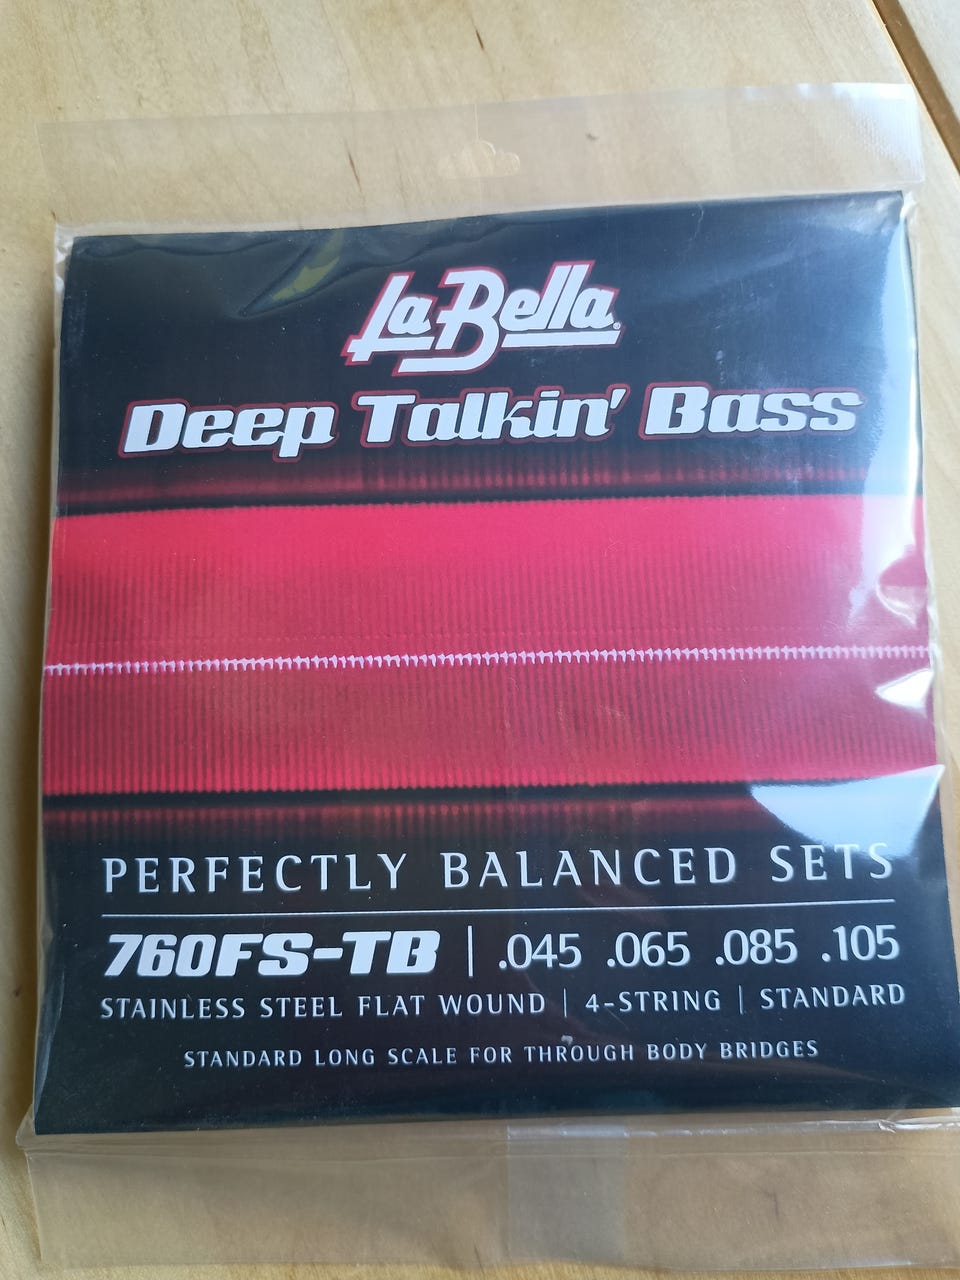 La Bella®
Deep Talkin' Bass
PERFECTLY BALANCED SETS
760FS-TB | .045 .065 .085 .105
STAINLESS STEEL FLAT WOUND | 4-STRING | STANDARD
STANDARD LONG SCALE FOR THROUGH BODY BRIDGES